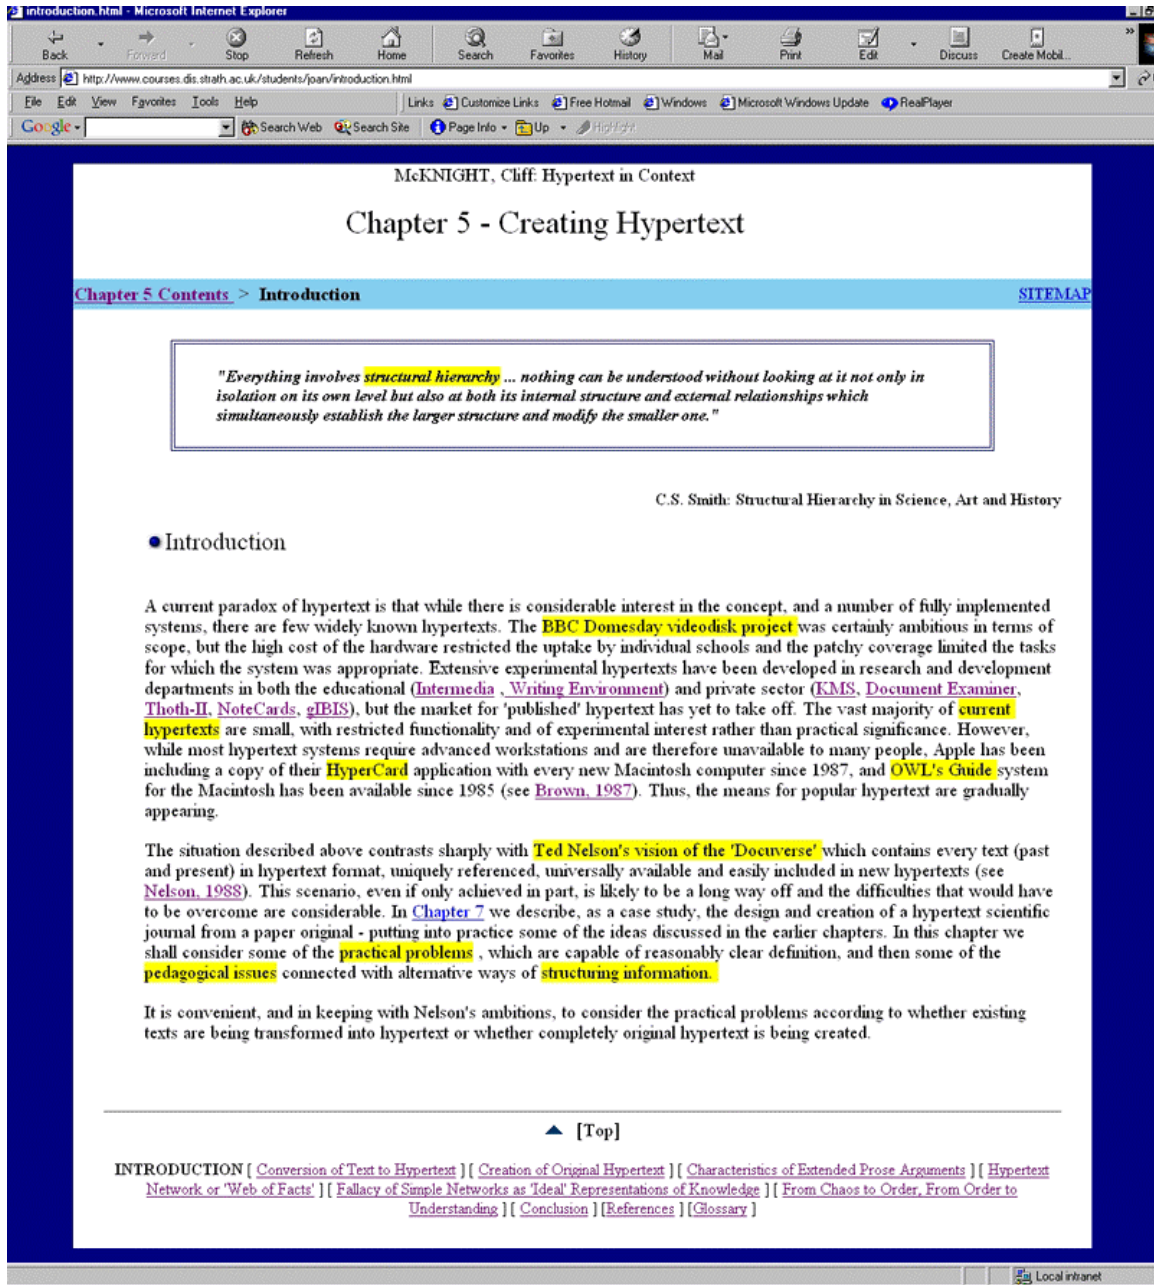 introduction.html - Microsoft Internet Explorer
Back Forward Stop Refresh Home Search Favorites History Mail Print Edit Discuss Create Mobil... »
Address http://www.courses.dis.strath.ac.uk/students/joan/introduction.html
File Edit View Favorites Tools Help Links Customize Links Free Hotmail Windows Microsoft Windows Update RealPlayer
Google Search Web Search Site Page Info Up Highlight
McKNIGHT, Cliff: Hypertext in Context
Chapter 5 - Creating Hypertext
Chapter 5 Contents > Introduction SITEMAP
"Everything involves structural hierarchy ... nothing can be understood without looking at it not only in
isolation on its own level but also at both its internal structure and external relationships which
simultaneously establish the larger structure and modify the smaller one."
C.S. Smith: Structural Hierarchy in Science, Art and History
Introduction
A current paradox of hypertext is that while there is considerable interest in the concept, and a number of fully implemented
systems, there are few widely known hypertexts. The BBC Domesday videodisk project was certainly ambitious in terms of
scope, but the high cost of the hardware restricted the uptake by individual schools and the patchy coverage limited the tasks
for which the system was appropriate. Extensive experimental hypertexts have been developed in research and development
departments in both the educational (Intermedia , Writing Environment) and private sector (KMS, Document Examiner,
Thoth-II, NoteCards, gIBIS), but the market for 'published' hypertext has yet to take off. The vast majority of current
hypertexts are small, with restricted functionality and of experimental interest rather than practical significance. However,
while most hypertext systems require advanced workstations and are therefore unavailable to many people, Apple has been
including a copy of their HyperCard application with every new Macintosh computer since 1987, and OWL's Guide system
for the Macintosh has been available since 1985 (see Brown, 1987). Thus, the means for popular hypertext are gradually
appearing.
The situation described above contrasts sharply with Ted Nelson's vision of the 'Docuverse' which contains every text (past
and present) in hypertext format, uniquely referenced, universally available and easily included in new hypertexts (see
Nelson, 1988). This scenario, even if only achieved in part, is likely to be a long way off and the difficulties that would have
to be overcome are considerable. In Chapter 7 we describe, as a case study, the design and creation of a hypertext scientific
journal from a paper original - putting into practice some of the ideas discussed in the earlier chapters. In this chapter we
shall consider some of the practical problems , which are capable of reasonably clear definition, and then some of the
pedagogical issues connected with alternative ways of structuring information.
It is convenient, and in keeping with Nelson's ambitions, to consider the practical problems according to whether existing
texts are being transformed into hypertext or whether completely original hypertext is being created.
[Top]
INTRODUCTION [ Conversion of Text to Hypertext ] [ Creation of Original Hypertext ] [ Characteristics of Extended Prose Arguments ] [ Hypertext
Network or 'Web of Facts' ] [ Fallacy of Simple Networks as 'Ideal' Representations of Knowledge ] [ From Chaos to Order, From Order to
Understanding ] [ Conclusion ] [References ] [Glossary ]
Local intranet